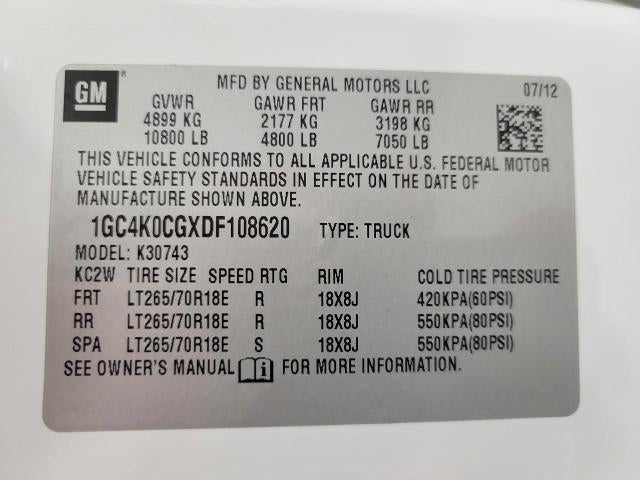 GM®
MFD BY GENERAL MOTORS LLC 07/12
GVWR GAWR FRT GAWR RR
4899 KG 2177 KG 3198 KG
10800 LB 4800 LB 7050 LB
THIS VEHICLE CONFORMS TO ALL APPLICABLE U.S. FEDERAL MOTOR
VEHICLE SAFETY STANDARDS IN EFFECT ON THE DATE OF
MANUFACTURE SHOWN ABOVE.
1GC4K0CGXDF108620 TYPE: TRUCK
MODEL: K30743
KC2W TIRE SIZE SPEED RTG RIM COLD TIRE PRESSURE
FRT LT265/70R18E R 18X8J 420KPA(60PSI)
RR LT265/70R18E R 18X8J 550KPA(80PSI)
SPA LT265/70R18E S 18X8J 550KPA(80PSI)
SEE OWNER'S MANUAL i FOR MORE INFORMATION.